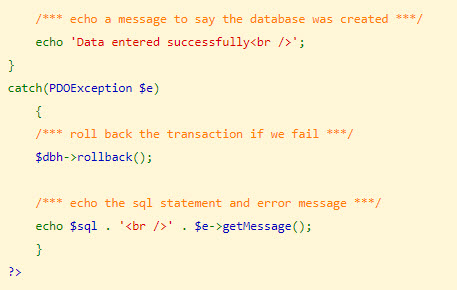 /*** echo a message to say the database was created ***/
echo 'Data entered successfully<br />';
}
catch(PDOException $e)
{
/*** roll back the transaction if we fail ***/
$dbh->rollback();
/*** echo the sql statement and error message ***/
echo $sql . '<br />' . $e->getMessage();
}
?>